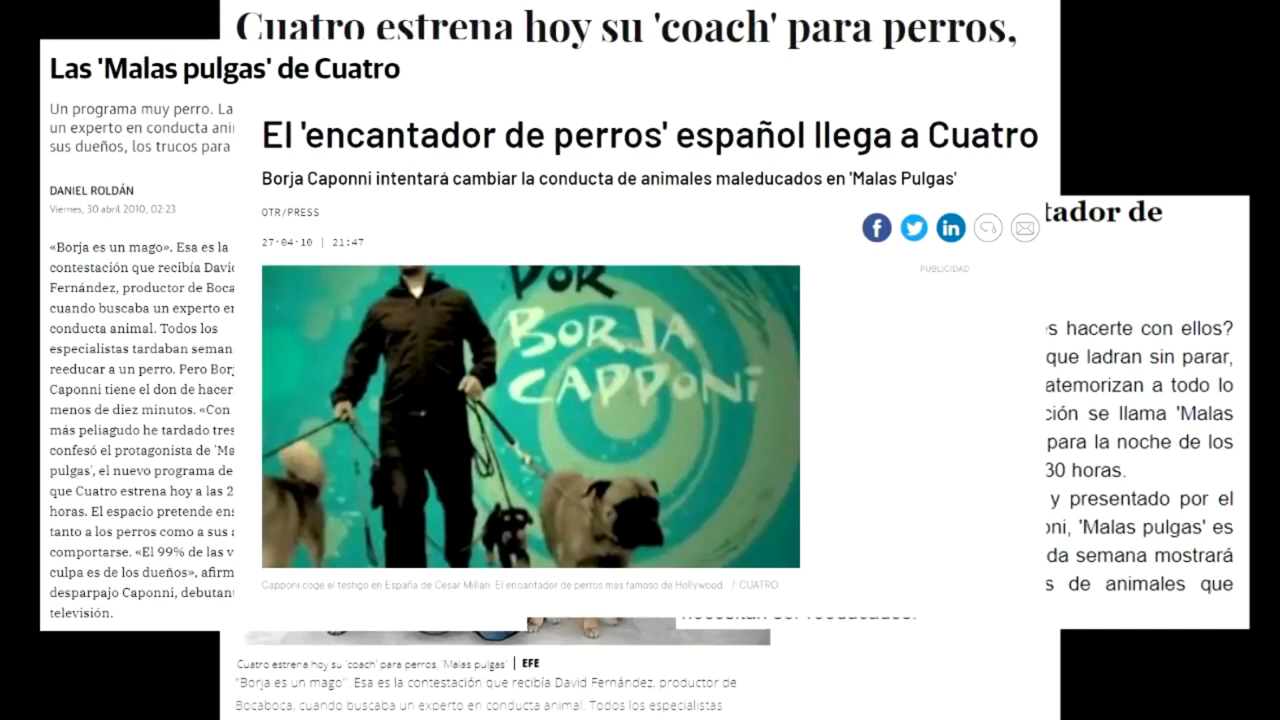 Cuatro estrena hoy su 'coach' para perros,
Las 'Malas pulgas' de Cuatro
Un programa muy perro. La
un experto en conducta ani
sus dueños, los trucos para
DANIEL ROLDÁN
Viernes, 30 abril 2010, 02:23
«Borja es un mago». Esa es la
contestación que recibía Davi
Fernández, productor de Boca
cuando buscaba un experto en
conducta animal. Todos los
especialistas tardaban seman
reeducar a un perro. Pero Borj
Caponni tiene el don de hacer
menos de diez minutos. «Con
más peliagudo he tardado tres
confesó el protagonista de 'Ma
pulgas', el nuevo programa de
que Cuatro estrena hoy a las 2
horas. El espacio pretende ens
tanto a los perros como a sus a
comportarse. «El 99% de las v
culpa es de los dueños», afirm
desparpajo Caponni, debutan
televisión.
El 'encantador de perros' español llega a Cuatro
Borja Caponni intentará cambiar la conducta de animales maleducados en 'Malas Pulgas'
OTR/PRESS
27·04·10 | 21:47
PUBLICIDAD
POR
BORJA
CAPPONi
Capponi coge el testigo en España de Cesar Millan. El encantador de perros más famoso de Hollywood / CUATRO
tador de
s hacerte con ellos?
que ladran sin parar,
atemorizan a todo lo
ción se llama 'Malas
para la noche de los
30 horas.
y presentado por el
oni, 'Malas pulgas' es
da semana mostrará
s de animales que
necesitan ser reeducados.
Cuatro estrena hoy su 'coach' para perros, 'Malas pulgas' | EFE
"Borja es un mago". Esa es la contestación que recibía David Fernández, productor de
Bocaboca, cuando buscaba un experto en conducta animal. Todos los especialistas